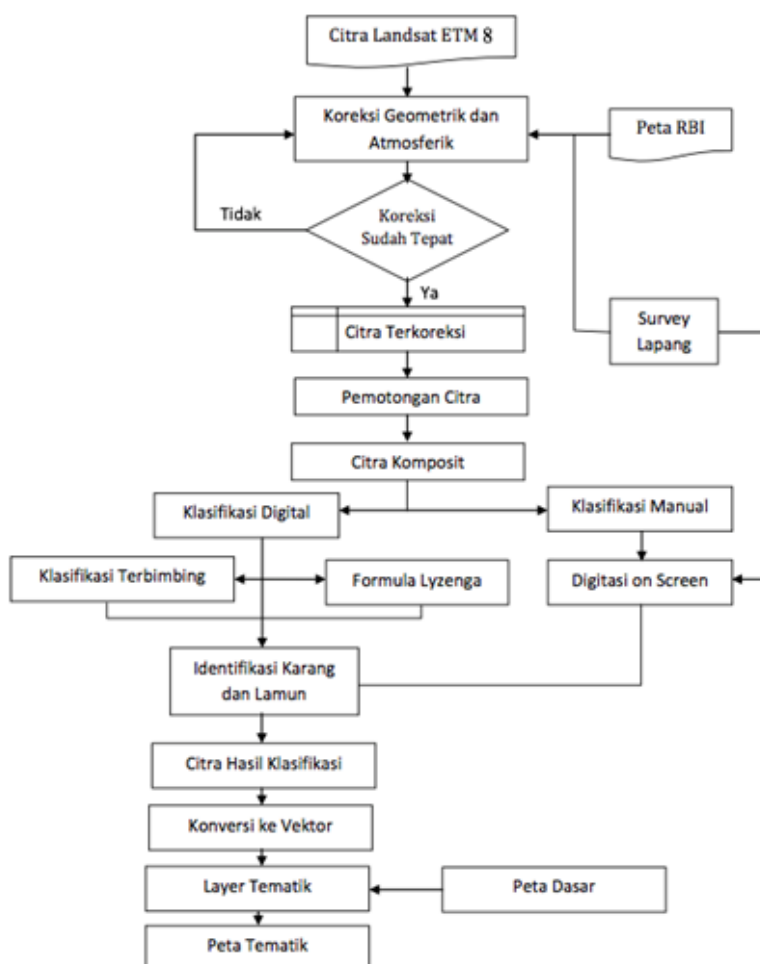 Citra Landsat ETM 8
Koreksi Geometrik dan
Atmosferik
Peta RBI
Tidak
Koreksi
Sudah Tepat
Ya
Citra Terkoreksi
Survey
Lapang
Pemotongan Citra
Citra Komposit
Klasifikasi Digital
Klasifikasi Manual
Klasifikasi Terbimbing
Formula Lyzenga
Digitasi on Screen
Identifikasi Karang
dan Lamun
Citra Hasil Klasifikasi
Konversi ke Vektor
Layer Tematik
Peta Dasar
Peta Tematik